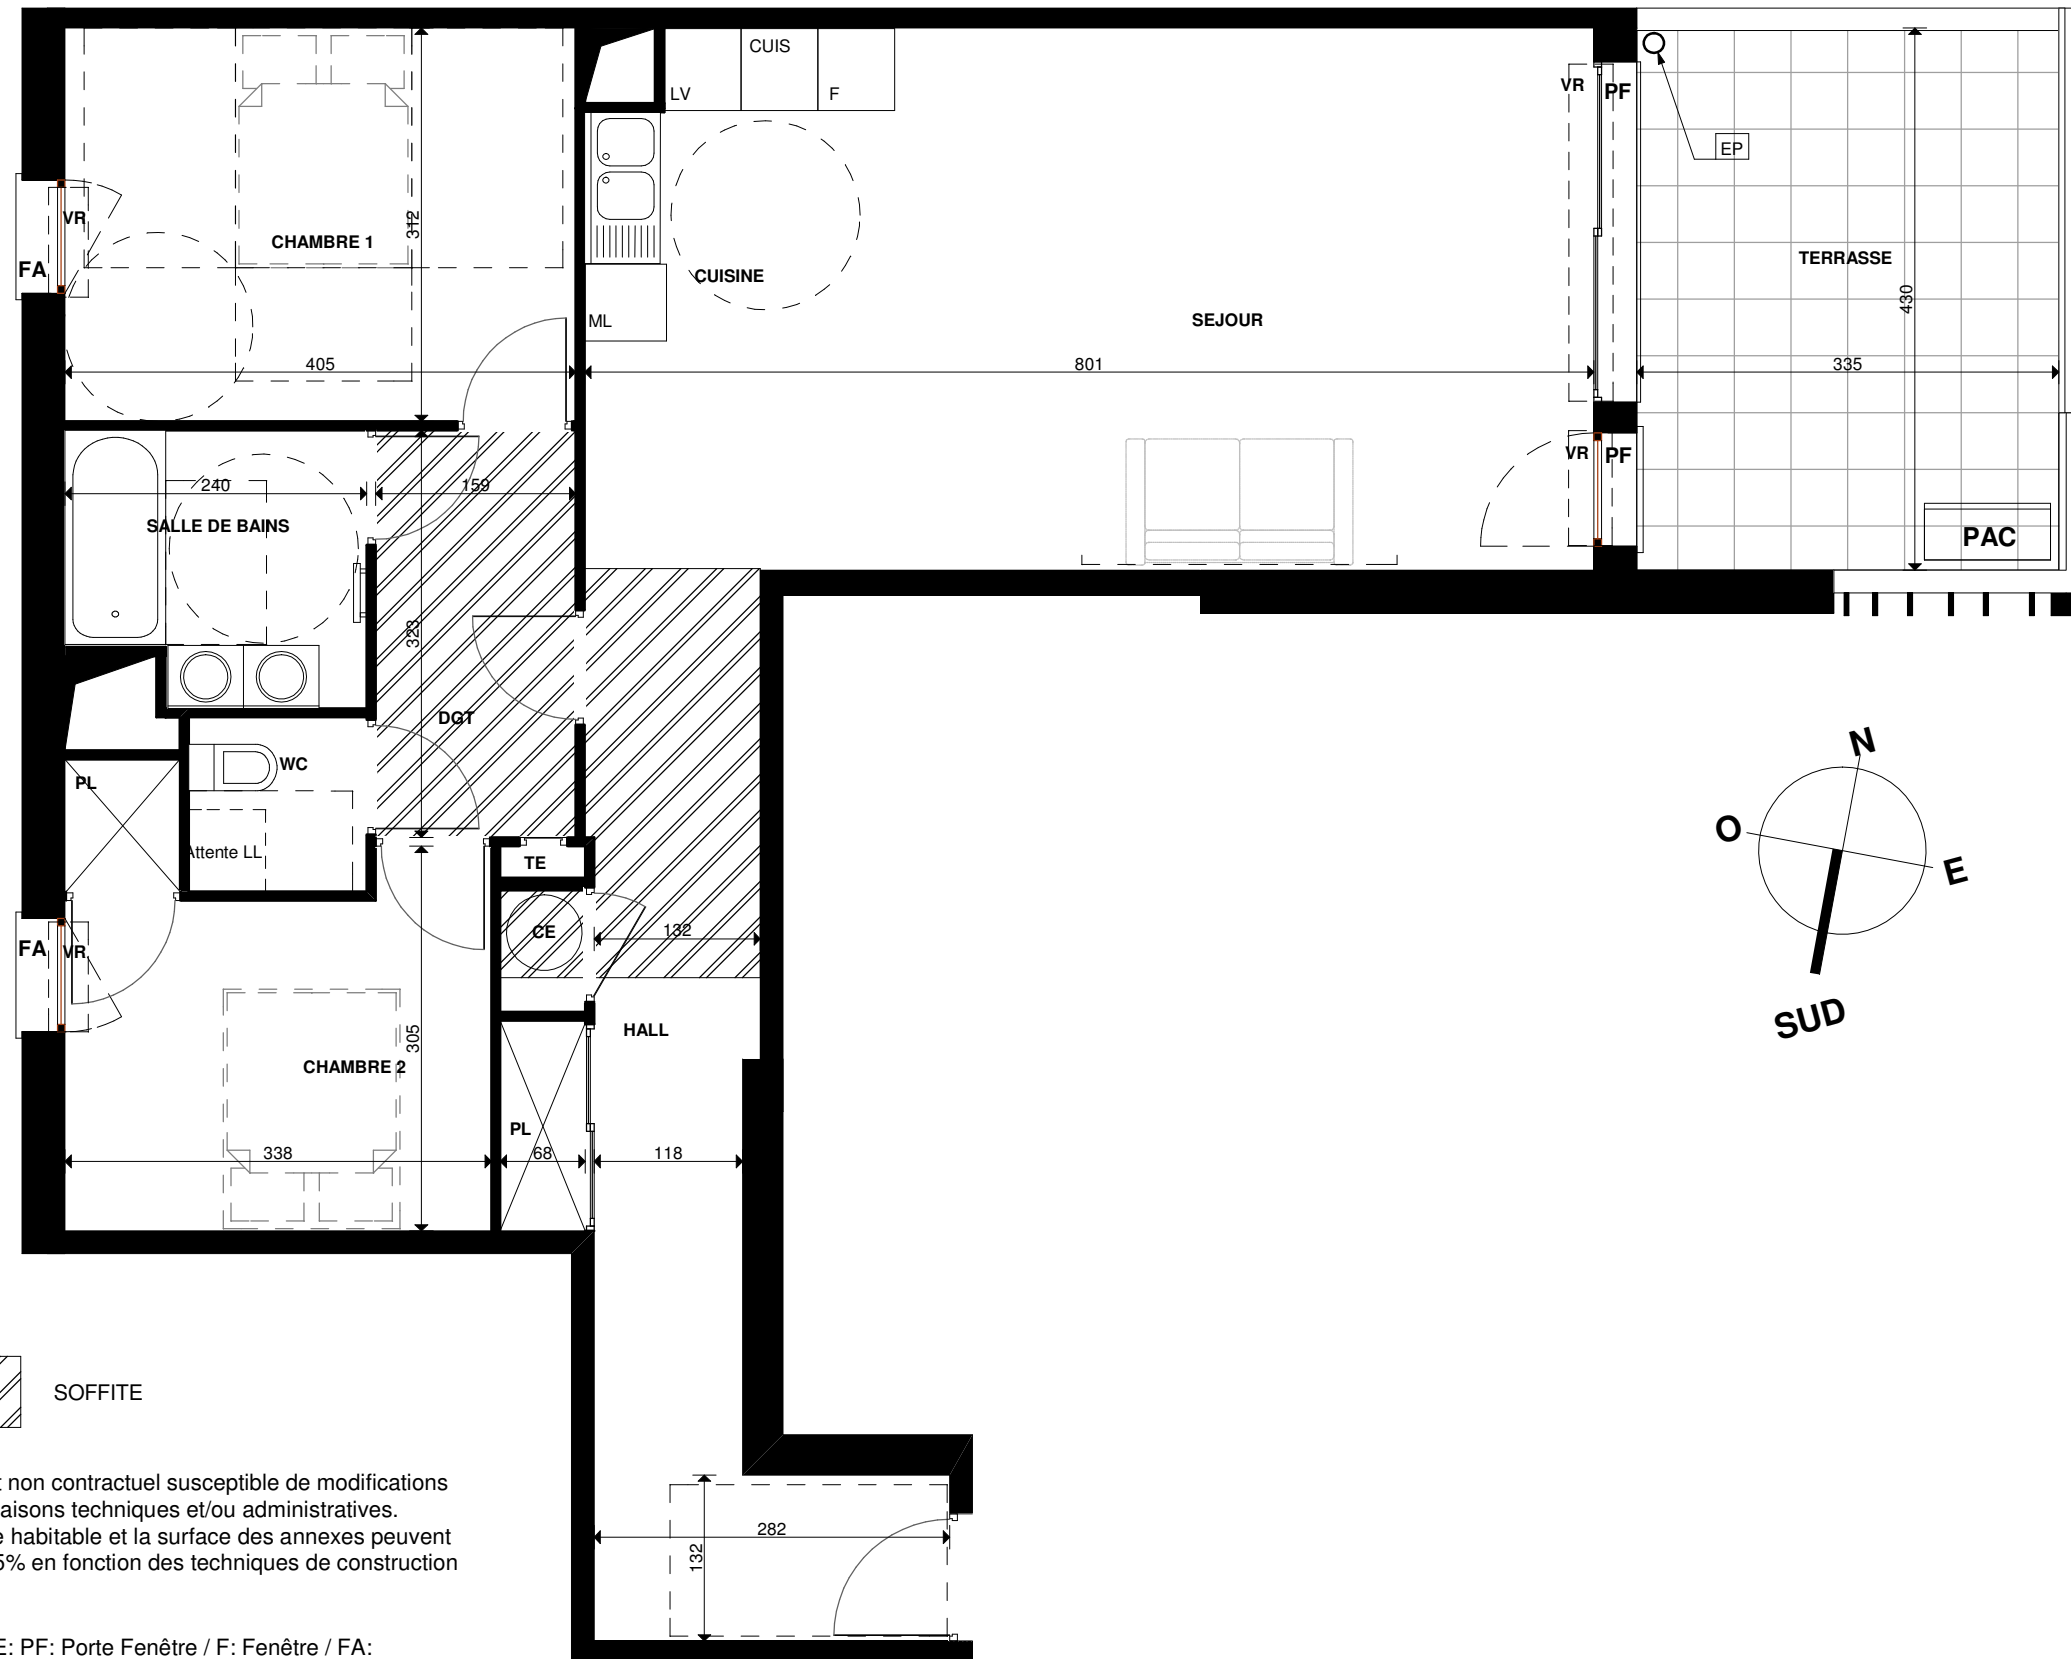 CUIS
LV
F
VR
PF
EP
VR
FA
CHAMBRE 1
312
CUISINE
ML
SEJOUR
TERRASSE
430
405
801
335
VR
PF
240
159
SALLE DE BAINS
PAC
323
DGT
WC
PL
Attente LL
TE
CE
132
FA
VR
HALL
305
CHAMBRE 2
PL
338
68
118
N
O
E
SUD
SOFFITE
t non contractuel susceptible de modifications
aisons techniques et/ou administratives.
e habitable et la surface des annexes peuvent
5% en fonction des techniques de construction
282
132
E: PF: Porte Fenêtre / F: Fenêtre / FA: